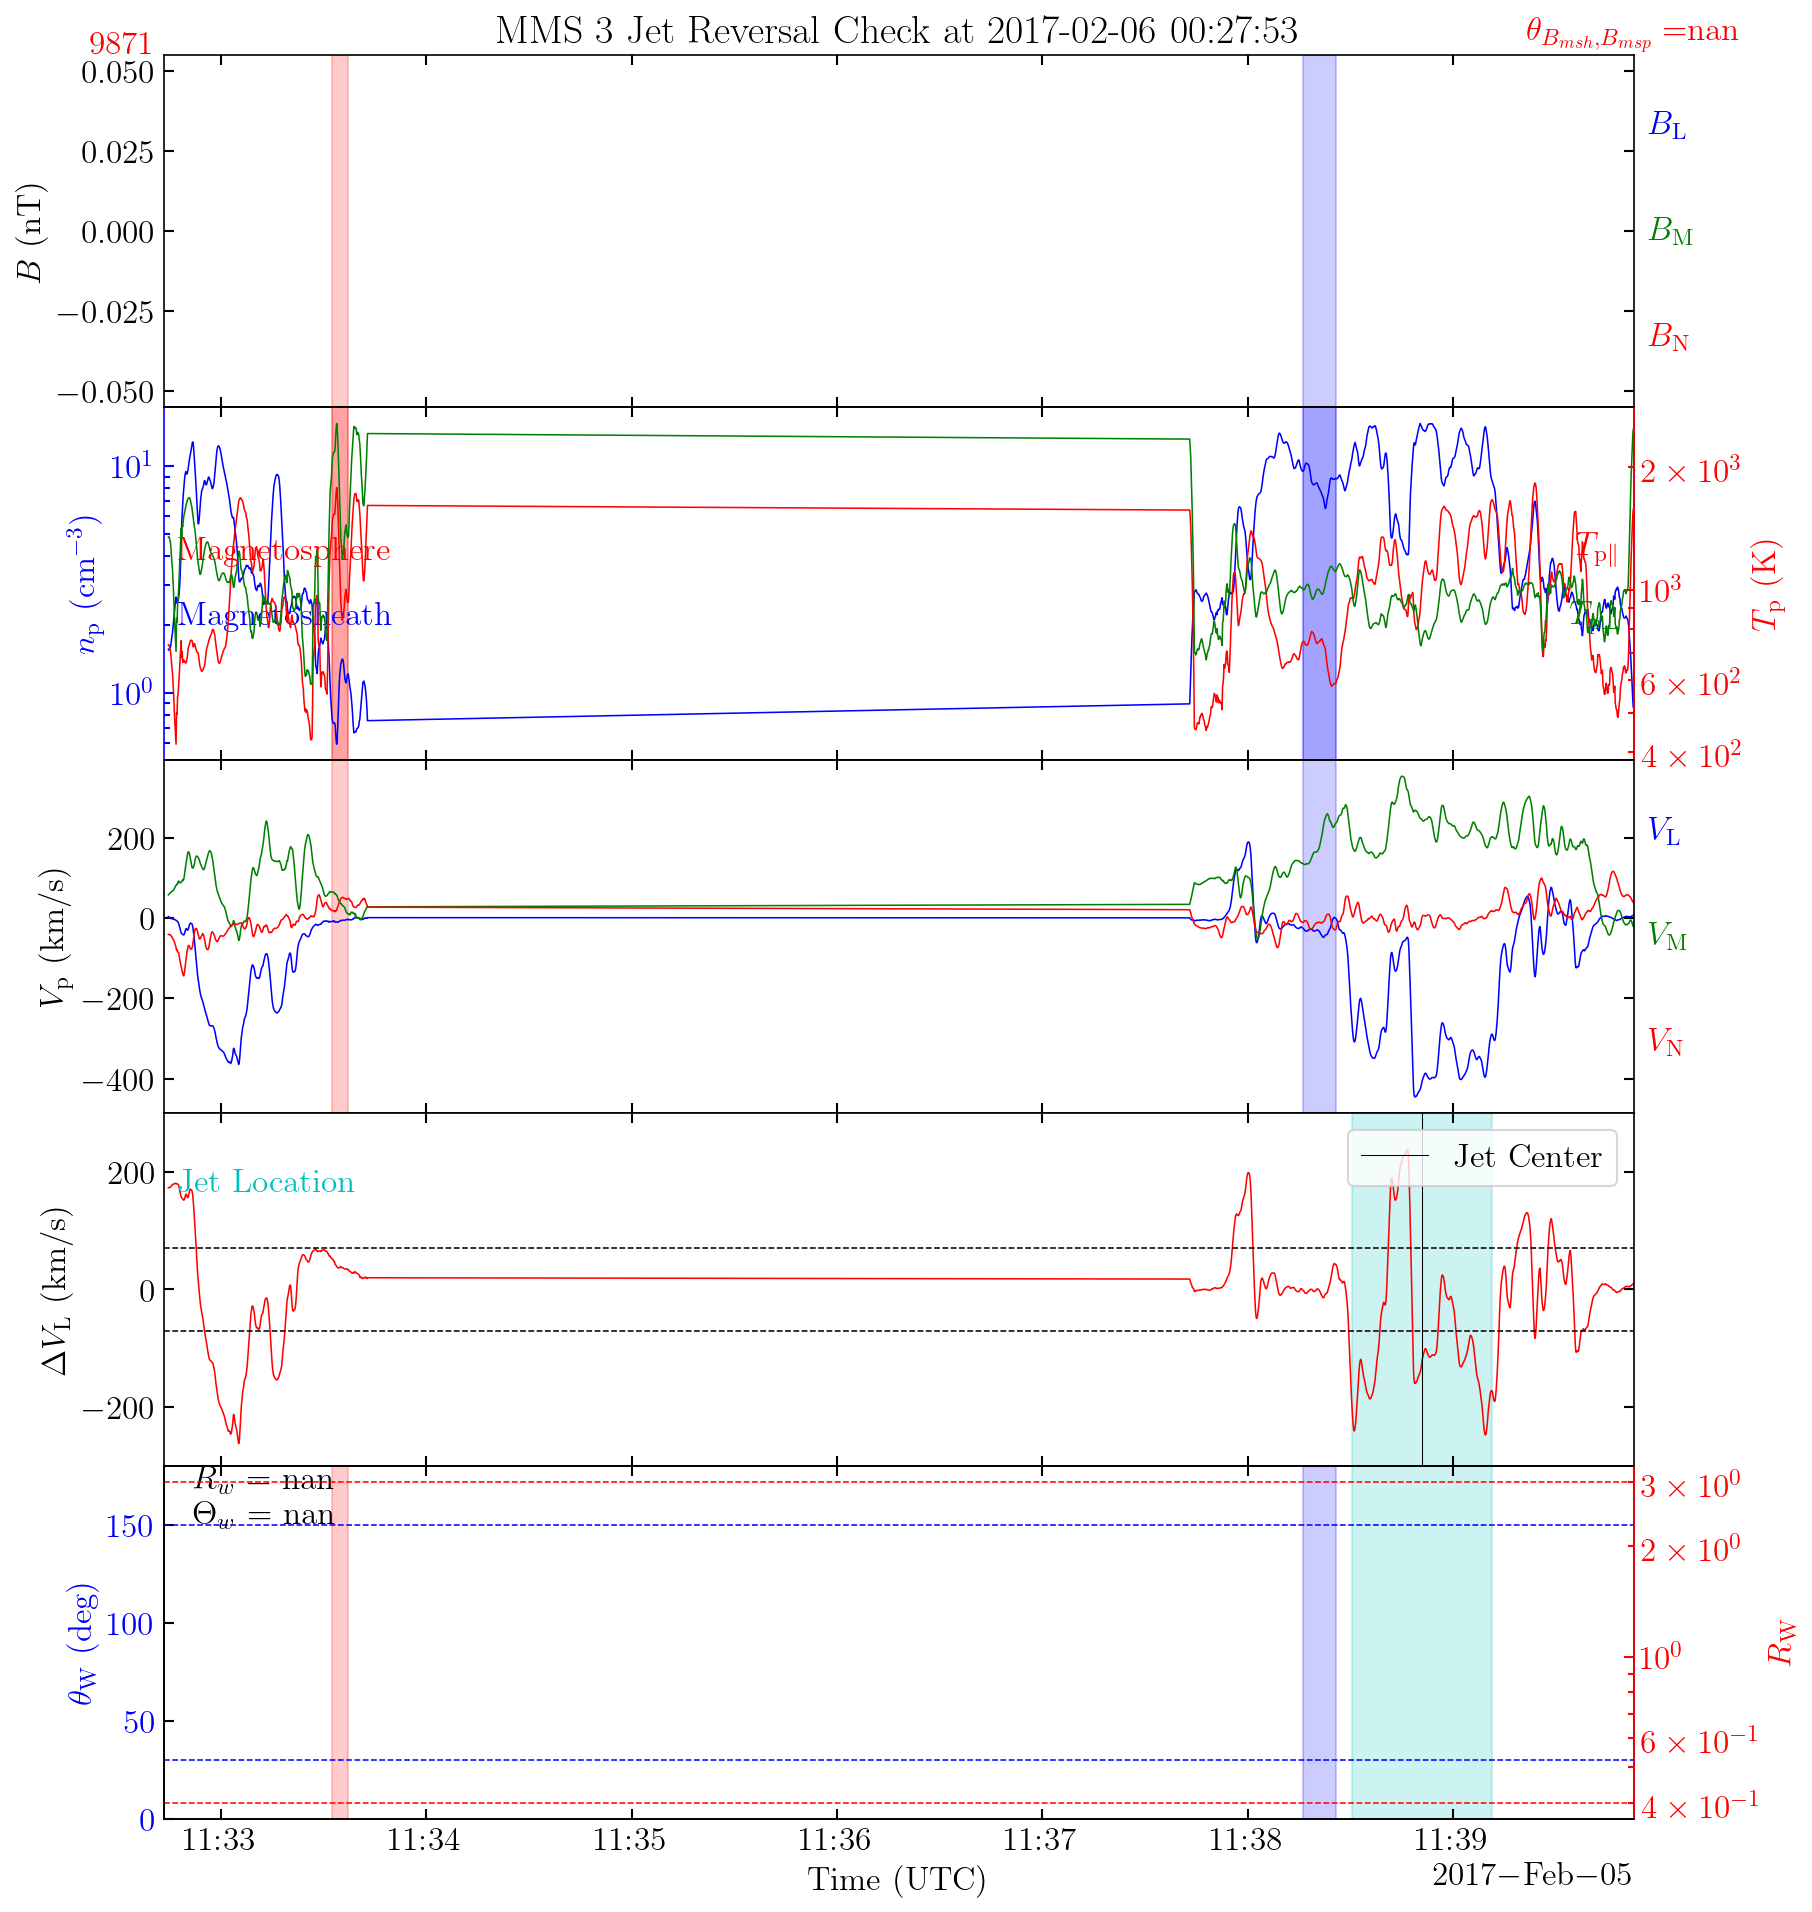 MMS 3 Jet Reversal Check at 2017-02-06 00:27:53
θ_{B_{msh},B_{msp}} =nan
9871
0.050
0.025
0.000
−0.025
−0.050
B (nT)
B_L
B_M
B_N
10^1
10^0
n_p (cm^{−3})
Magnetosphere
Magnetosheath
T_{p∥}
T_{p⊥}
2 × 10^3
10^3
6 × 10^2
4 × 10^2
T_p (K)
200
0
−200
−400
V_p (km/s)
V_L
V_M
V_N
200
0
−200
ΔV_L (km/s)
Jet Location
Jet Center
R_w = nan
Θ_w = nan
150
100
50
0
θ_W (deg)
3 × 10^0
2 × 10^0
10^0
6 × 10^{−1}
4 × 10^{−1}
R_W
11:33 11:34 11:35 11:36 11:37 11:38 11:39
Time (UTC)
2017−Feb−05